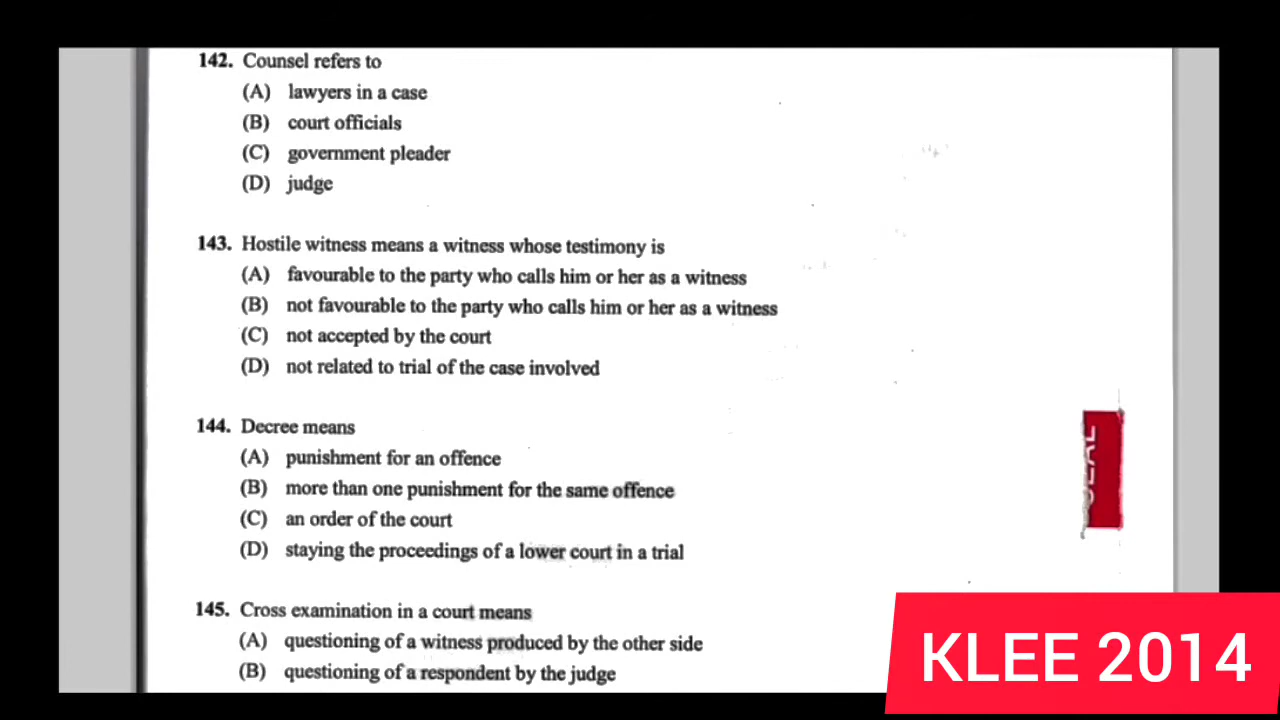 142. Counsel refers to
(A) lawyers in a case
(B) court officials
(C) government pleader
(D) judge
143. Hostile witness means a witness whose testimony is
(A) favourable to the party who calls him or her as a witness
(B) not favourable to the party who calls him or her as a witness
(C) not accepted by the court
(D) not related to trial of the case involved
144. Decree means
(A) punishment for an offence
(B) more than one punishment for the same offence
(C) an order of the court
(D) staying the proceedings of a lower court in a trial
145. Cross examination in a court means
(A) questioning of a witness produced by the other side
(B) questioning of a respondent by the judge
KLEE 2014